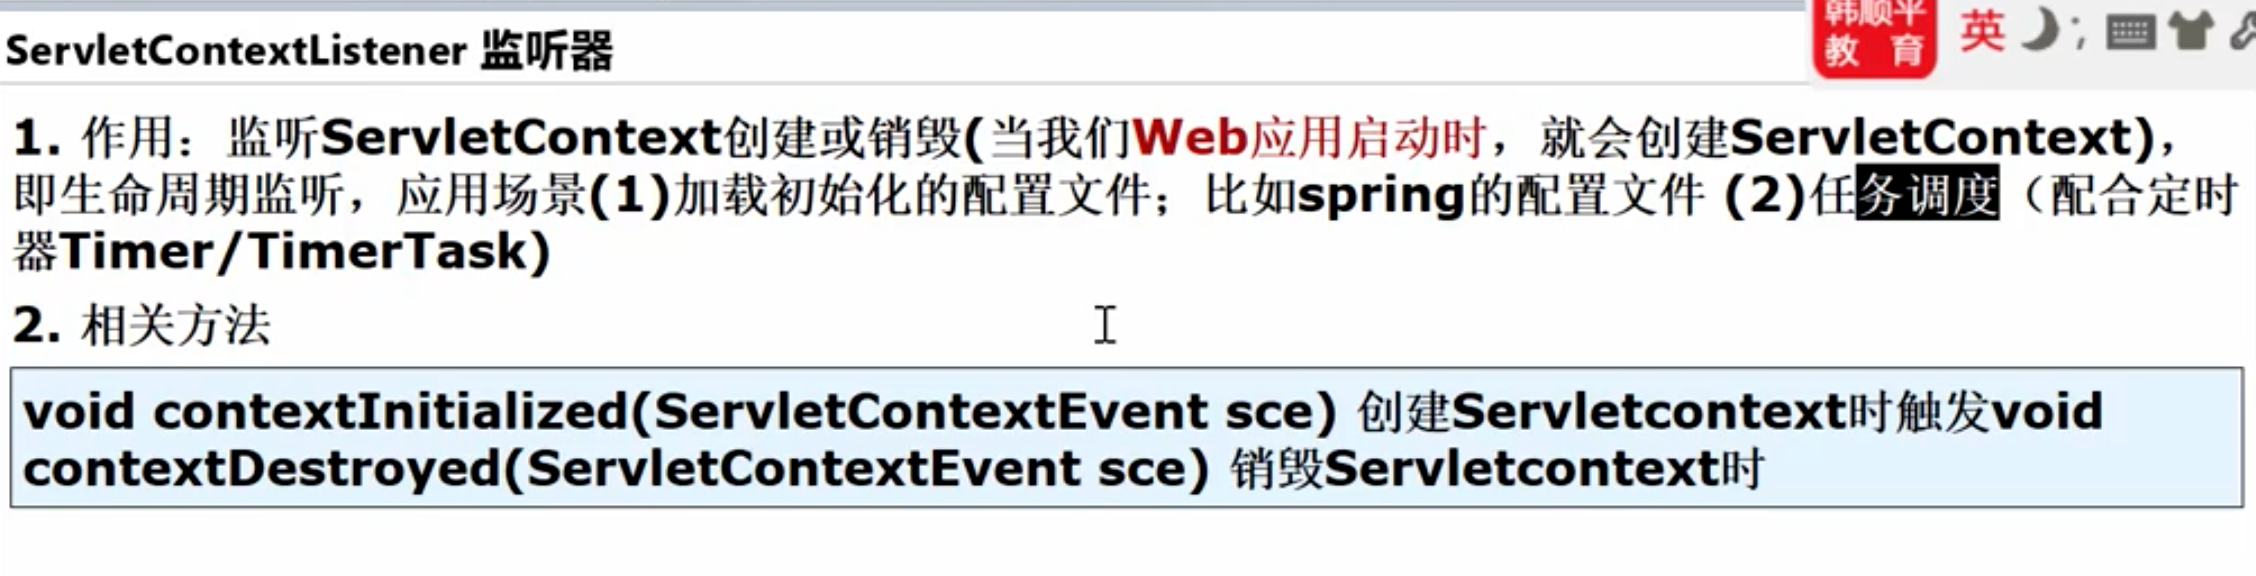 韩顺平
教 育
英
ServletContextListener 监听器
1. 作用：监听ServletContext创建或销毁(当我们Web应用启动时，就会创建ServletContext)，
即生命周期监听，应用场景(1)加载初始化的配置文件；比如spring的配置文件 (2)任务调度（配合定时
器Timer/TimerTask)
2. 相关方法
void contextInitialized(ServletContextEvent sce) 创建Servletcontext时触发void
contextDestroyed(ServletContextEvent sce) 销毁Servletcontext时